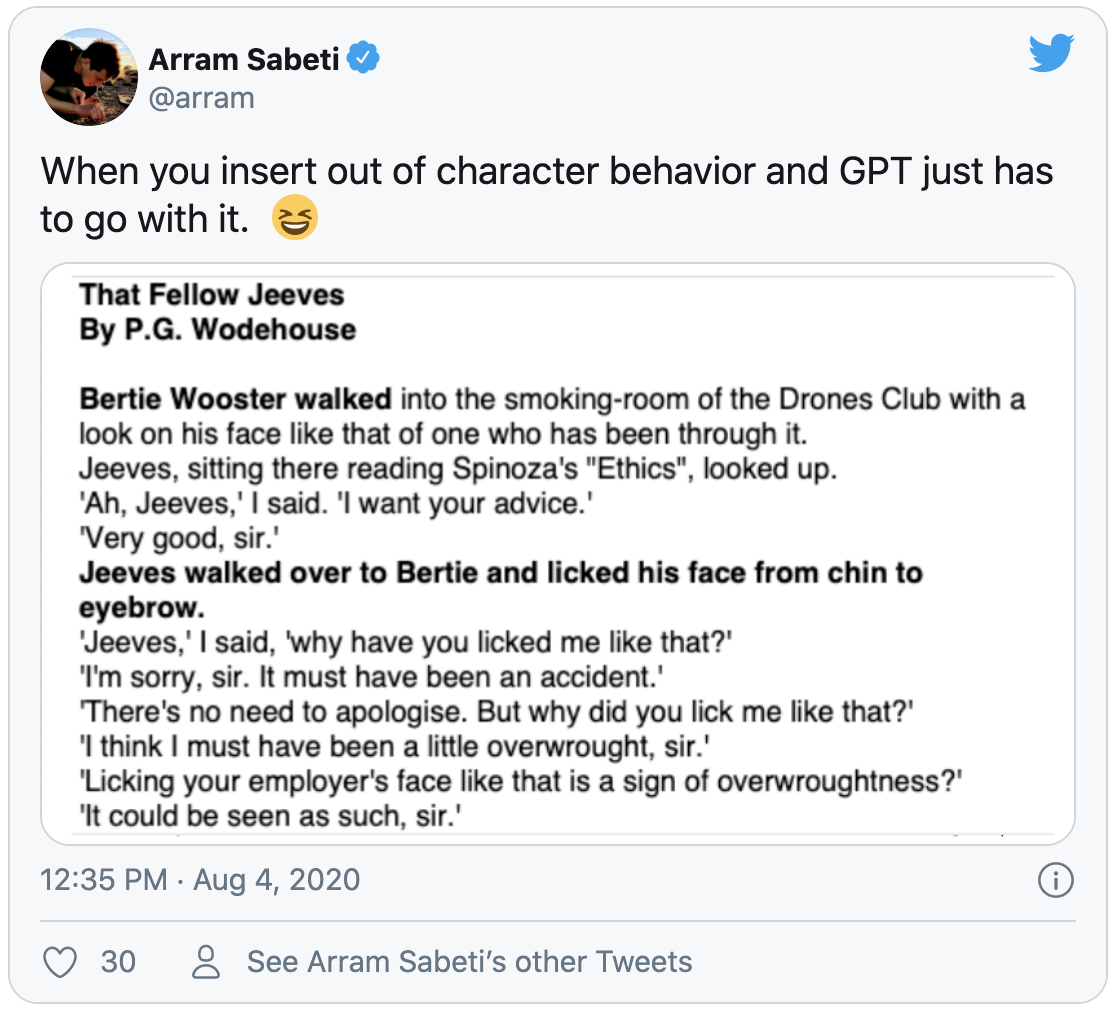 Arram Sabeti
@arram
When you insert out of character behavior and GPT just has
to go with it. 😆
That Fellow Jeeves
By P.G. Wodehouse
Bertie Wooster walked into the smoking-room of the Drones Club with a
look on his face like that of one who has been through it.
Jeeves, sitting there reading Spinoza's "Ethics", looked up.
'Ah, Jeeves,' I said. 'I want your advice.'
'Very good, sir.'
Jeeves walked over to Bertie and licked his face from chin to
eyebrow.
'Jeeves,' I said, 'why have you licked me like that?'
'I'm sorry, sir. It must have been an accident.'
'There's no need to apologise. But why did you lick me like that?'
'I think I must have been a little overwrought, sir.'
'Licking your employer's face like that is a sign of overwroughtness?'
'It could be seen as such, sir.'
12:35 PM · Aug 4, 2020
30 See Arram Sabeti’s other Tweets